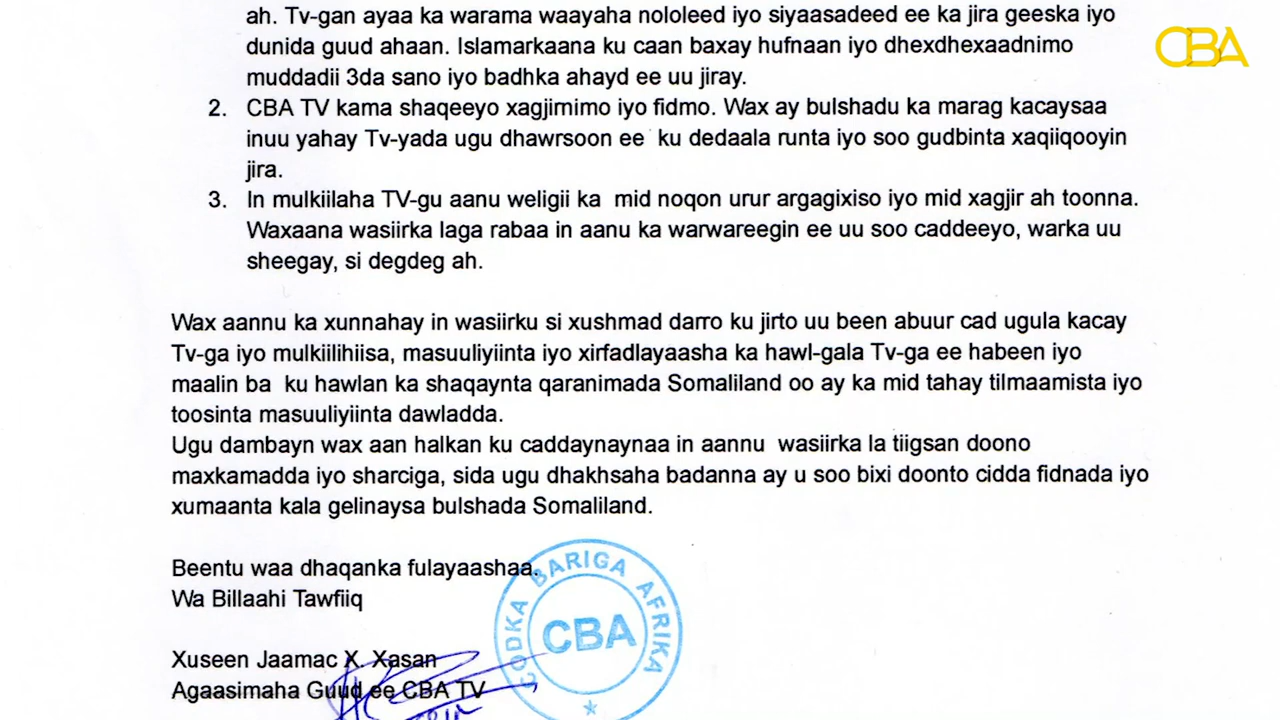 ah. Tv-gan ayaa ka warama waayaha nololeed iyo siyaasadeed ee ka jira geeska iyo
dunida guud ahaan. Islamarkaana ku caan baxay hufnaan iyo dhexdhexaadnimo
muddadii 3da sano iyo badhka ahayd ee uu jiray.
2. CBA TV kama shaqeeyo xagjimimo iyo fidmo. Wax ay bulshadu ka marag kacaysaa
inuu yahay Tv-yada ugu dhawrsoon ee ku dedaala runta iyo soo gudbinta xaqiiqooyin
jira.
3. In mulkiilaha TV-gu aanu weligii ka mid noqon urur argagixiso iyo mid xagjir ah toonna.
Waxaana wasiirka laga rabaa in aanu ka warwareegin ee uu soo caddeeyo, warka uu
sheegay, si degdeg ah.
Wax aannu ka xunnahay in wasiirku si xushmad darro ku jirto uu been abuur cad ugula kacay
Tv-ga iyo mulkiilihiisa, masuuliyiinta iyo xirfadlayaasha ka hawl-gala Tv-ga ee habeen iyo
maalin ba ku hawlan ka shaqaynta qaranimada Somaliland oo ay ka mid tahay tilmaamista iyo
toosinta masuuliyiinta dawladda.
Ugu dambayn wax aan halkan ku caddaynaynaa in aannu wasiirka la tiigsan doono
maxkamadda iyo sharciga, sida ugu dhakhsaha badanna ay u soo bixi doonto cidda fidnada iyo
xumaanta kala gelinaysa bulshada Somaliland.
Beentu waa dhaqanka fulayaashaa.
Wa Billaahi Tawfiiq
Xuseen Jaamac X. Xasan
Agaasimaha Guud ee CBA TV
CODKA BARIGA AFRIKA
CBA
CBA